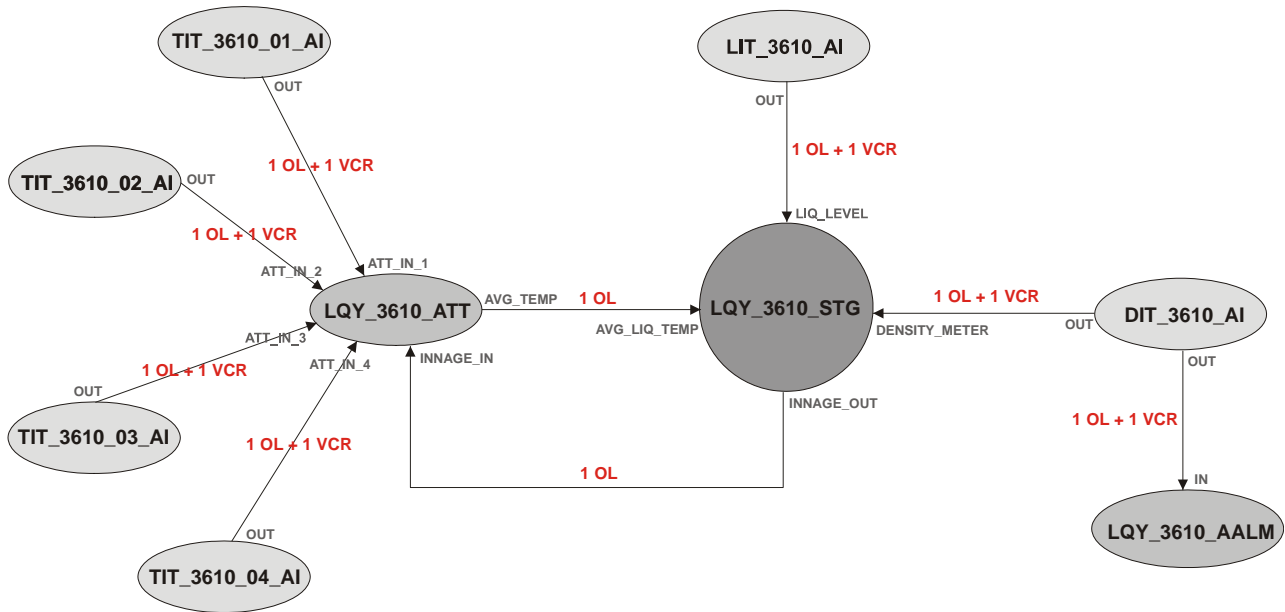 TIT_3610_01_AI
OUT
1 OL + 1 VCR
TIT_3610_02_AI
OUT
1 OL + 1 VCR
ATT_IN_2
ATT_IN_1
LQY_3610_ATT
ATT_IN_3
1 OL + 1 VCR
OUT
TIT_3610_03_AI
ATT_IN_4
1 OL + 1 VCR
OUT
TIT_3610_04_AI
AVG_TEMP
1 OL
AVG_LIQ_TEMP
INNAGE_IN
1 OL
LIT_3610_AI
OUT
1 OL + 1 VCR
LIQ_LEVEL
LQY_3610_STG
INNAGE_OUT
DENSITY_METER
1 OL + 1 VCR
OUT
DIT_3610_AI
OUT
1 OL + 1 VCR
IN
LQY_3610_AALM